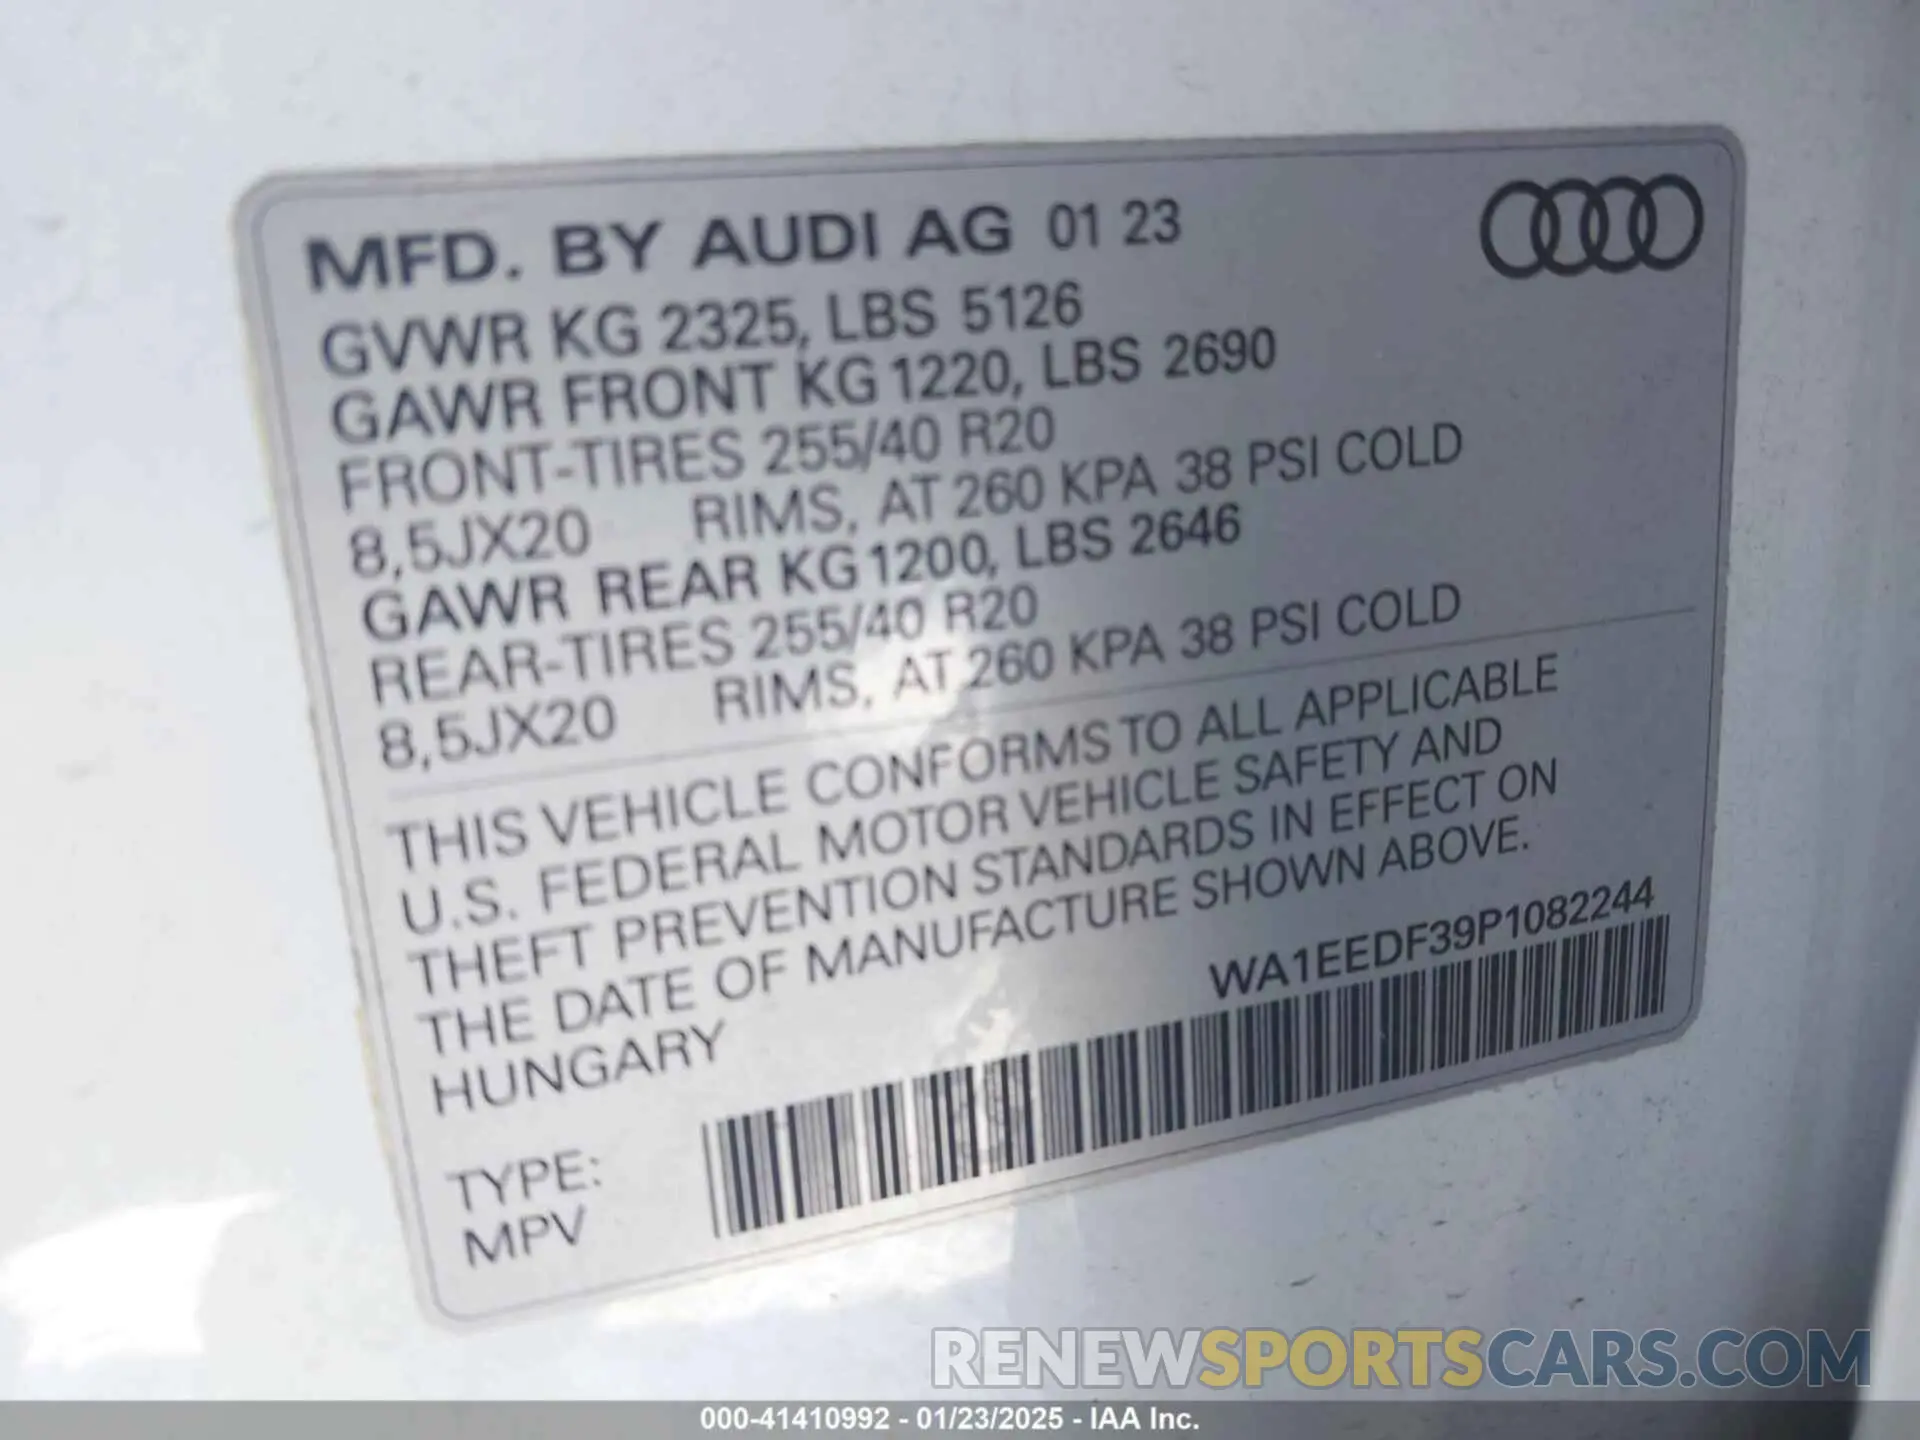 MFD. BY AUDI AG 01 23
GVWR KG 2325, LBS 5126
GAWR FRONT KG 1220, LBS 2690
FRONT-TIRES 255/40 R20
8,5JX20 RIMS, AT 260 KPA 38 PSI COLD
GAWR REAR KG 1200, LBS 2646
REAR-TIRES 255/40 R20
8,5JX20 RIMS, AT 260 KPA 38 PSI COLD
THIS VEHICLE CONFORMS TO ALL APPLICABLE
U.S. FEDERAL MOTOR VEHICLE SAFETY AND
THEFT PREVENTION STANDARDS IN EFFECT ON
THE DATE OF MANUFACTURE SHOWN ABOVE.
HUNGARY
WA1EEDF39P1082244
TYPE:
MPV
RENEWSPORTSCARS.COM
000-41410992 - 01/23/2025 - IAA Inc.